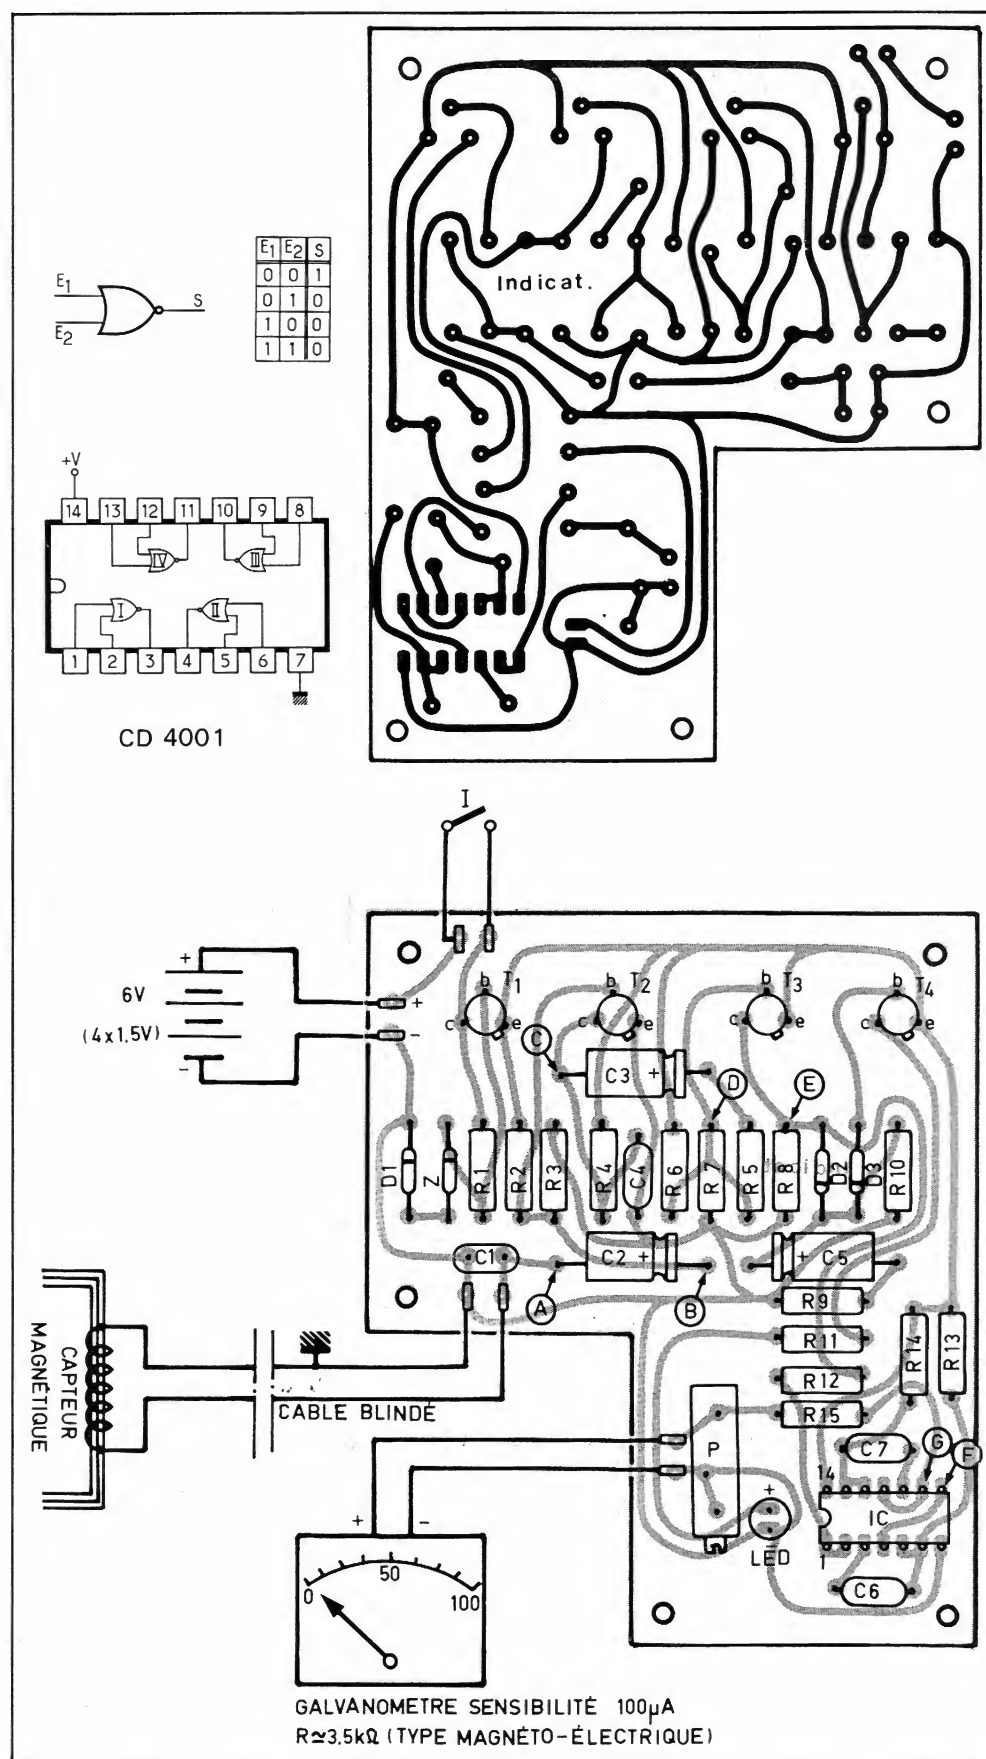 E1 E2 S
0 0 1
0 1 0
1 0 0
1 1 0
E1
E2
S
Indicat.
+V
14 13 12 11 10 9 8
IV III
I II
1 2 3 4 5 6 7
CD 4001
I
+
6V
(4x1,5V)
-
+
-
b T1
c e
b T2
c e
b T3
c e
b T4
c e
C
C3 +
D
E
D1
Z
R1
R2
R3
R4
C4
R6
R7
R5
R8
D2
D3
R10
C1
C2 +
+ C5
A
B
R9
R11
R12
R15
R14
R13
CAPTEUR
MAGNÉTIQUE
CABLE BLINDÉ
P
C7
G
F
14
IC
1
+
LED
C6
+ -
0 50 100
GALVANOMETRE SENSIBILITÉ 100µA
R≃3,5kΩ (TYPE MAGNÉTO-ÉLECTRIQUE)